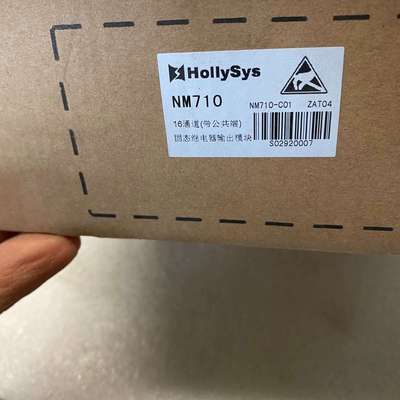 HollySys
NM710
NM710-C01 ZAT04
16通道(带公共端)
固态继电器输出模块
S02920007